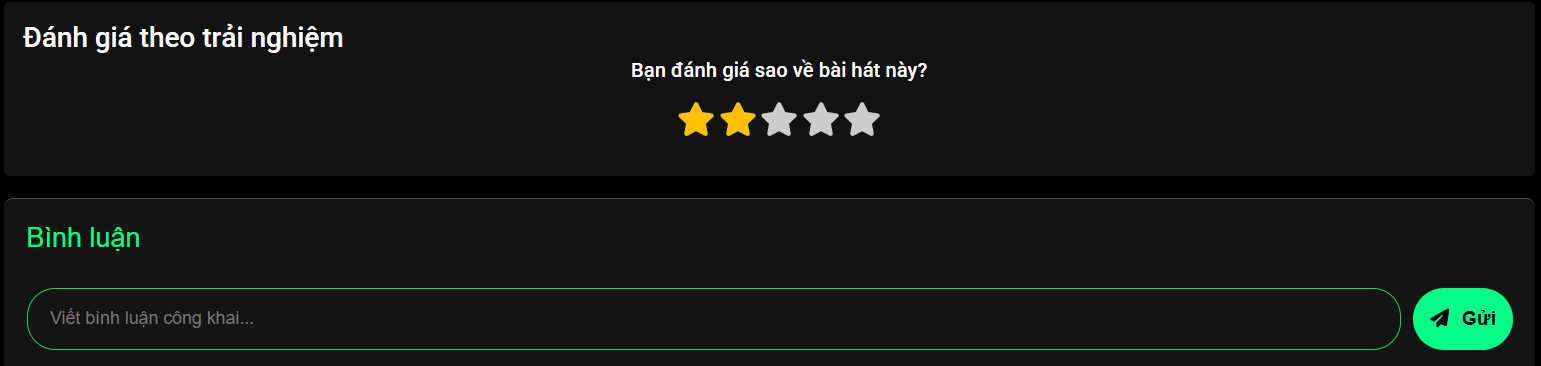 Đánh giá theo trải nghiệm
Bạn đánh giá sao về bài hát này?
Bình luận
Viết bình luận công khai...
Gửi